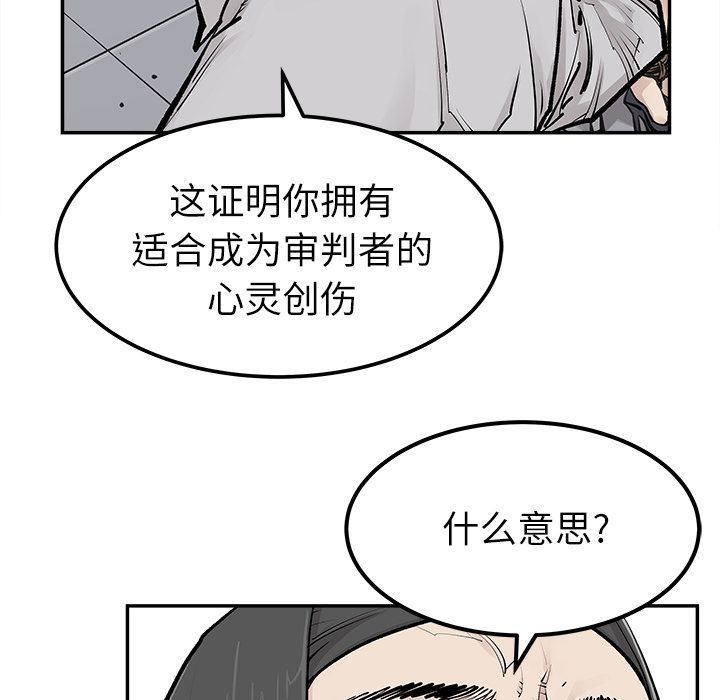 这证明你拥有
适合成为审判者的
心灵创伤
什么意思?